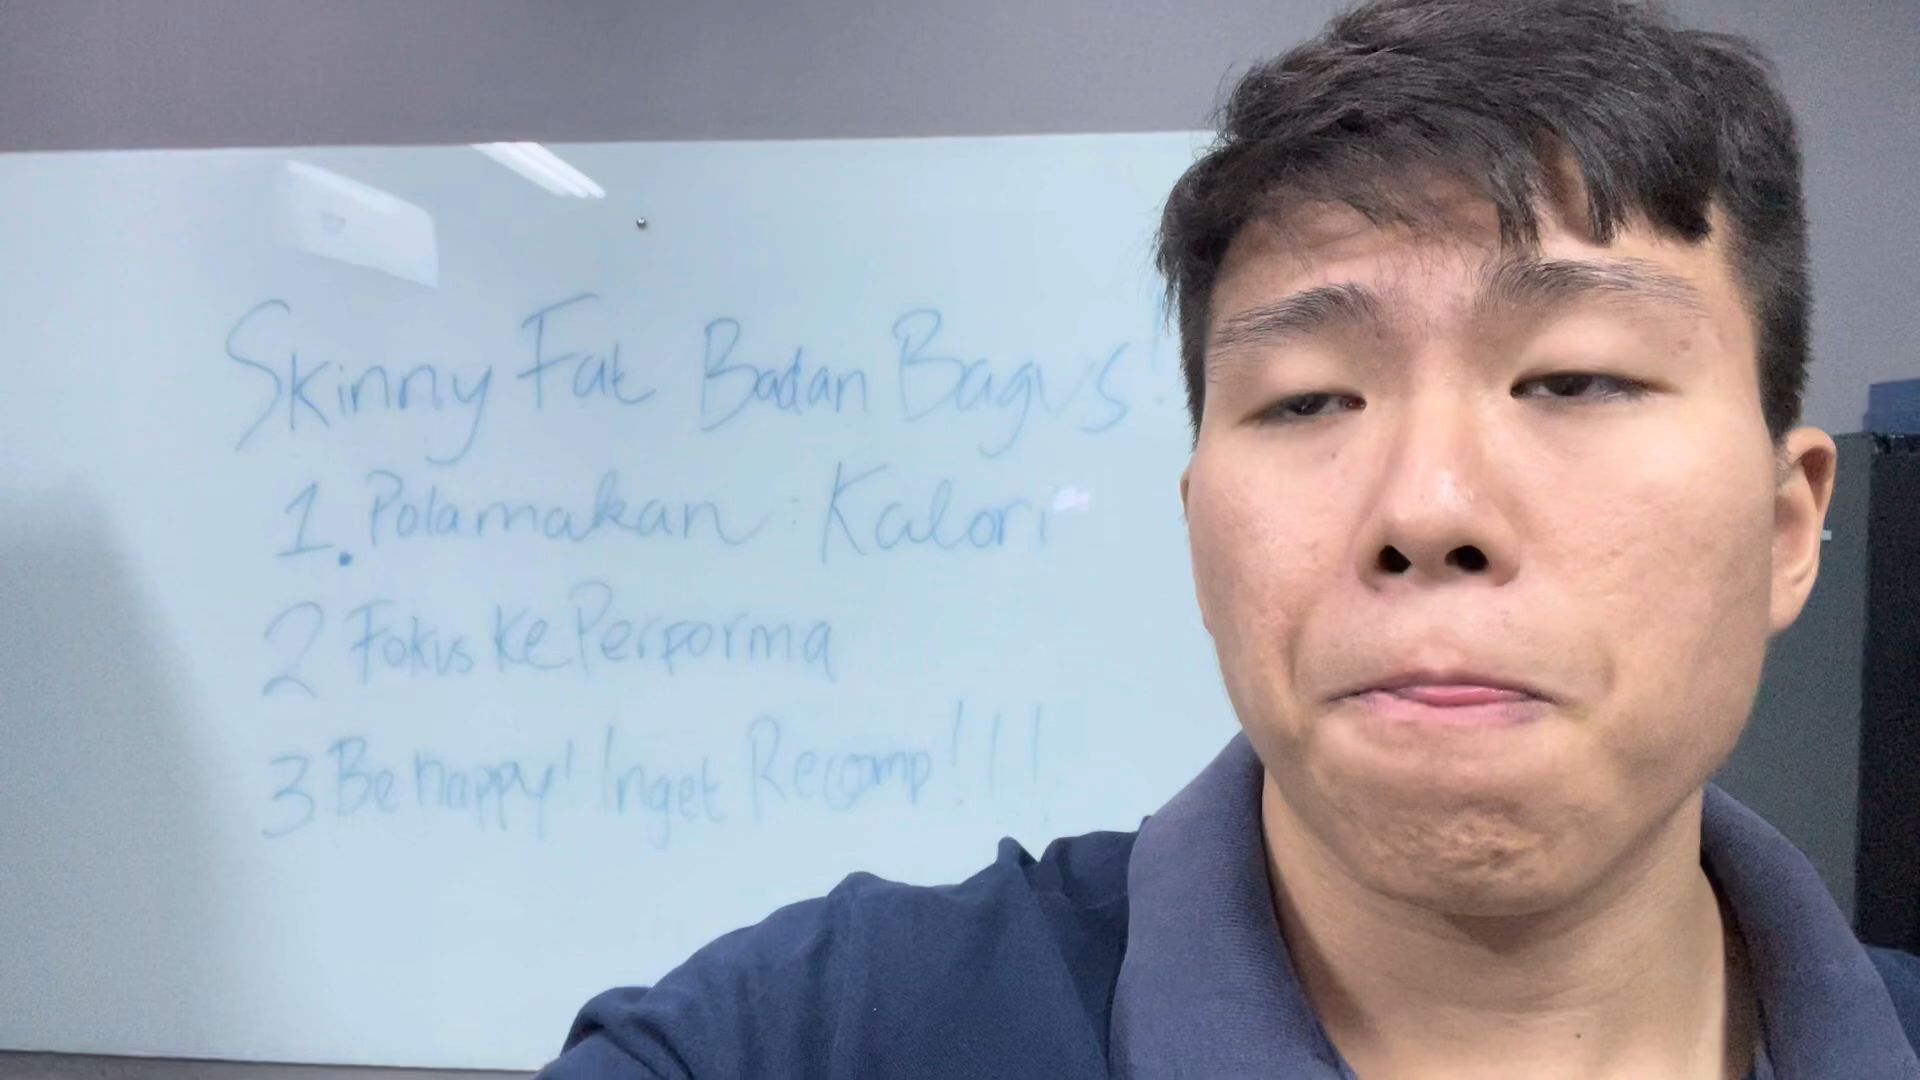 Skinny Fat Badan Bagus!
1. Polamakan : Kalori
2 Fokus Ke Performa
3 Be happy! Inget Recomp!!!